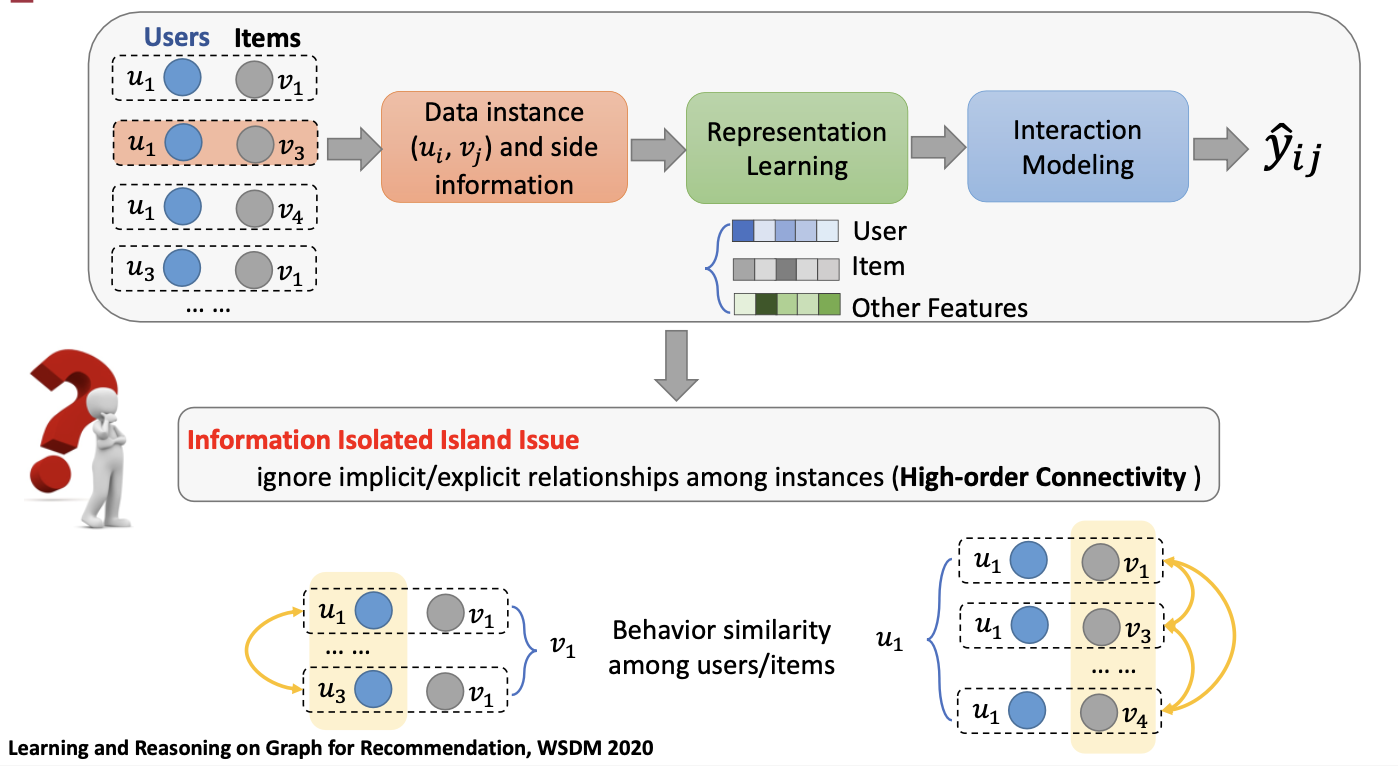 Users Items
u₁ v₁
u₁ v₃
u₁ v₄
u₃ v₁
... ...
Data instance
(uᵢ, vⱼ) and side
information
Representation
Learning
Interaction
Modeling
ŷᵢⱼ
User
Item
Other Features
Information Isolated Island Issue
ignore implicit/explicit relationships among instances (High-order Connectivity )
u₁ v₁
... ...
u₃ v₁
v₁
Behavior similarity
among users/items
u₁
u₁ v₁
u₁ v₃
... ...
u₁ v₄
Learning and Reasoning on Graph for Recommendation, WSDM 2020